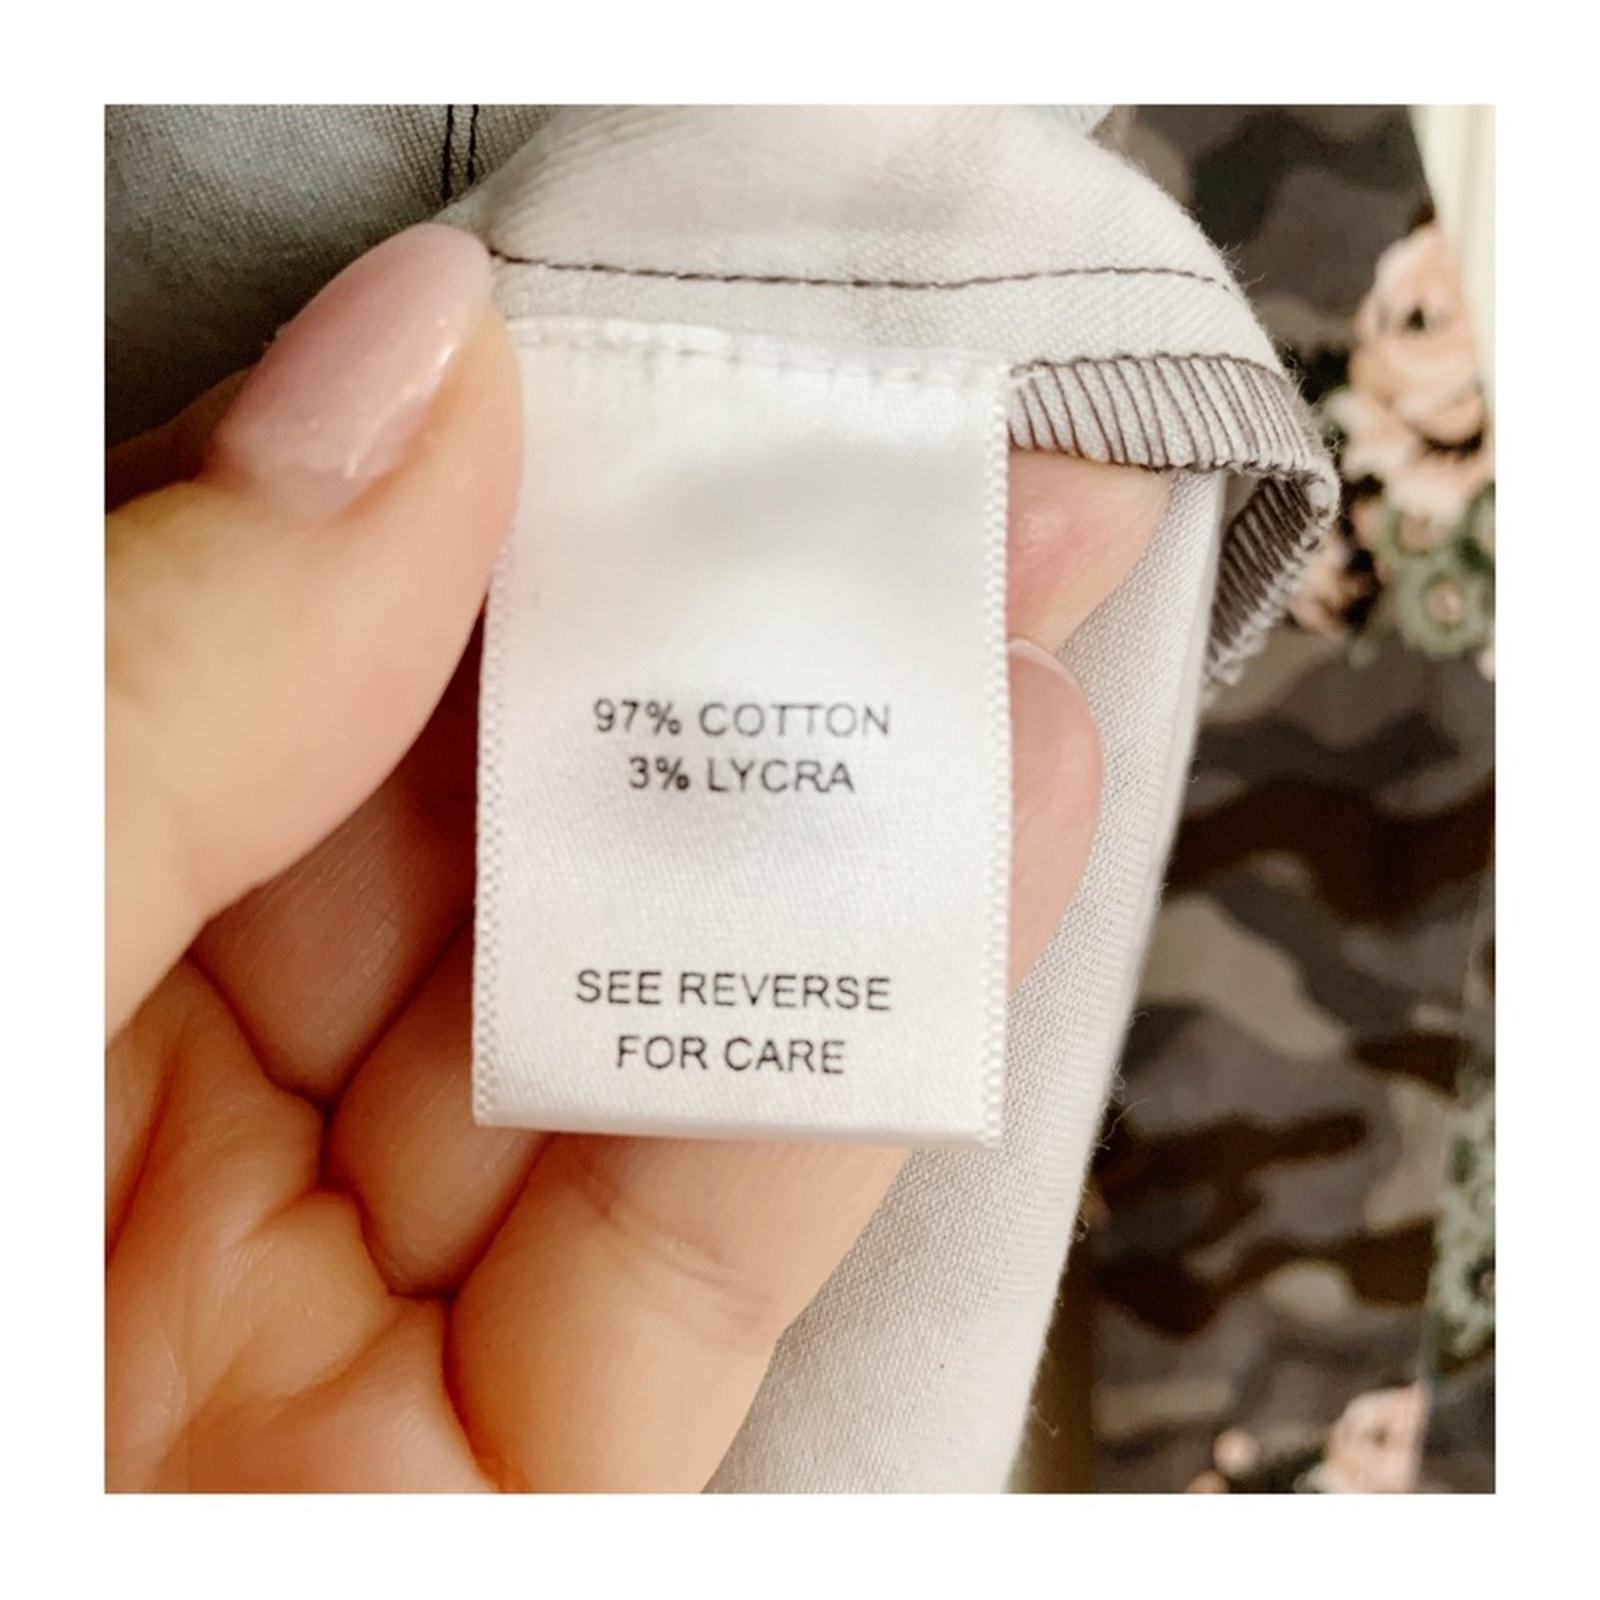 97% COTTON
3% LYCRA
SEE REVERSE
FOR CARE